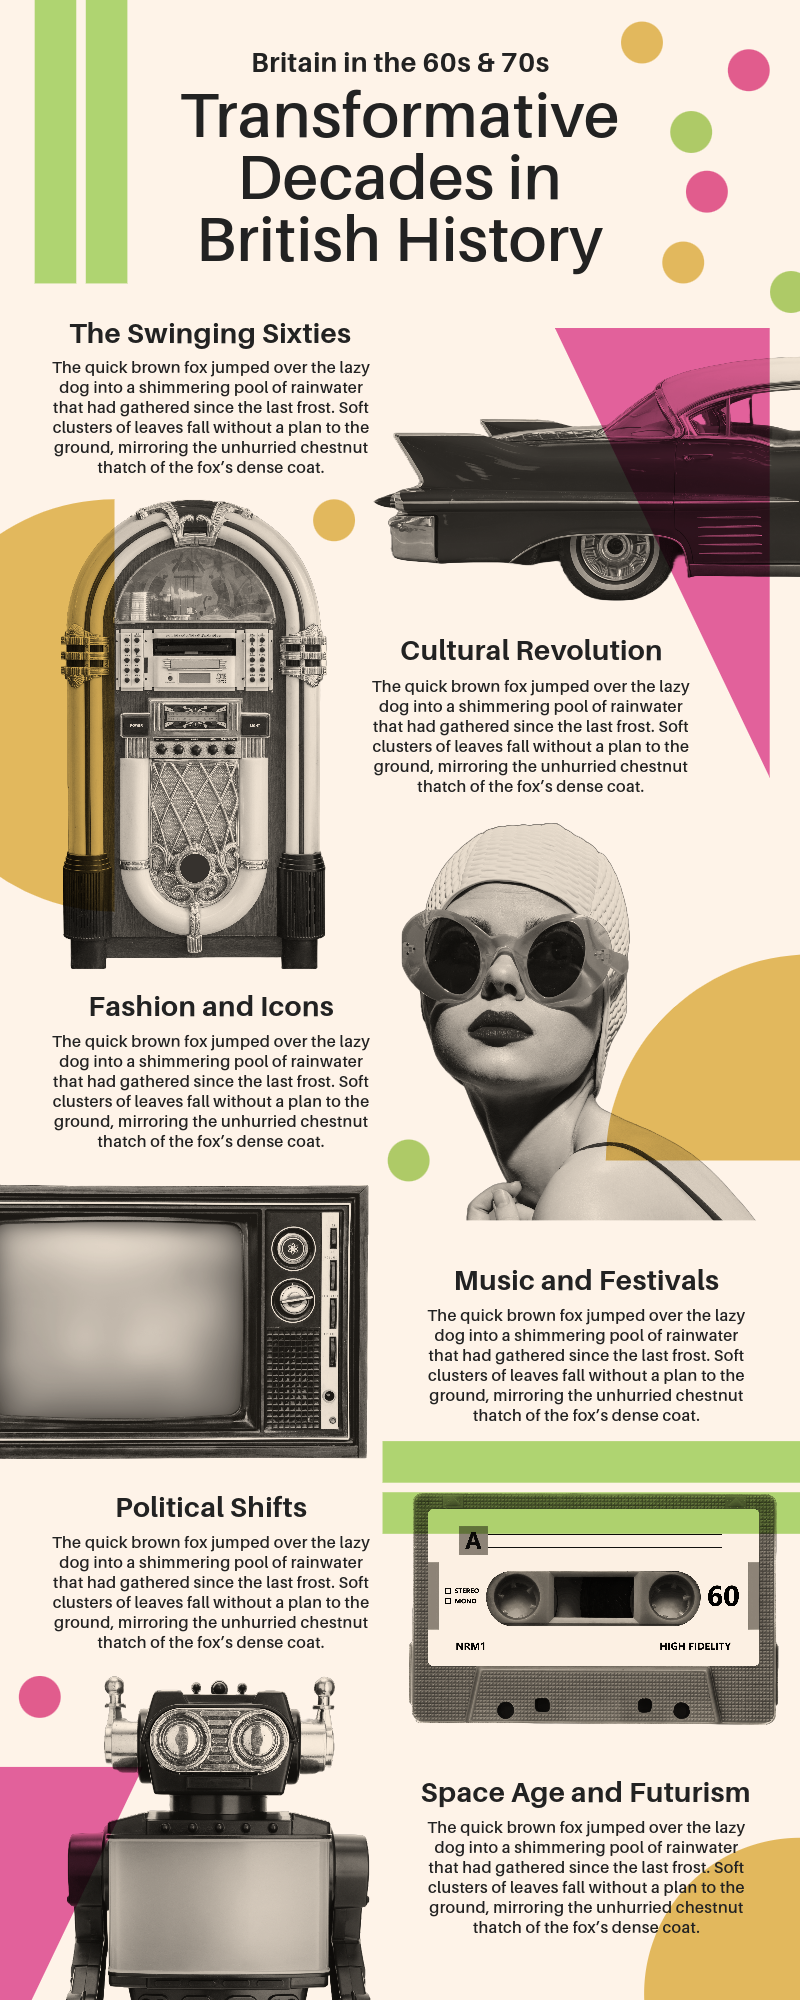 Britain in the 60s & 70s
Transformative
Decades in
British History
The Swinging Sixties
The quick brown fox jumped over the lazy
dog into a shimmering pool of rainwater
that had gathered since the last frost. Soft
clusters of leaves fall without a plan to the
ground, mirroring the unhurried chestnut
thatch of the fox’s dense coat.
Cultural Revolution
The quick brown fox jumped over the lazy
dog into a shimmering pool of rainwater
that had gathered since the last frost. Soft
clusters of leaves fall without a plan to the
ground, mirroring the unhurried chestnut
thatch of the fox’s dense coat.
POWER
LIGHT
Fashion and Icons
The quick brown fox jumped over the lazy
dog into a shimmering pool of rainwater
that had gathered since the last frost. Soft
clusters of leaves fall without a plan to the
ground, mirroring the unhurried chestnut
thatch of the fox’s dense coat.
Music and Festivals
The quick brown fox jumped over the lazy
dog into a shimmering pool of rainwater
that had gathered since the last frost. Soft
clusters of leaves fall without a plan to the
ground, mirroring the unhurried chestnut
thatch of the fox’s dense coat.
Political Shifts
The quick brown fox jumped over the lazy
dog into a shimmering pool of rainwater
that had gathered since the last frost. Soft
clusters of leaves fall without a plan to the
ground, mirroring the unhurried chestnut
thatch of the fox’s dense coat.
A
STEREO
MONO
60
NRM1
HIGH FIDELITY
Space Age and Futurism
The quick brown fox jumped over the lazy
dog into a shimmering pool of rainwater
that had gathered since the last frost. Soft
clusters of leaves fall without a plan to the
ground, mirroring the unhurried chestnut
thatch of the fox’s dense coat.